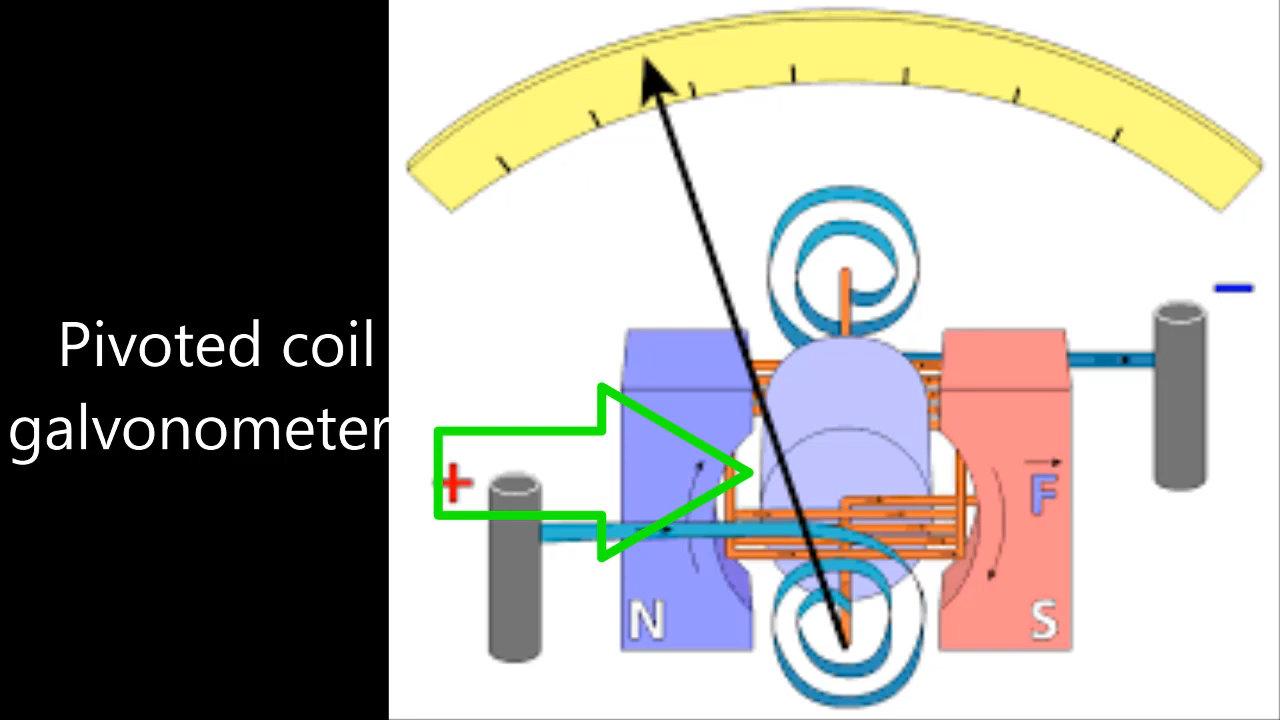 Pivoted coil
galvonometer
−
+
F
N
S